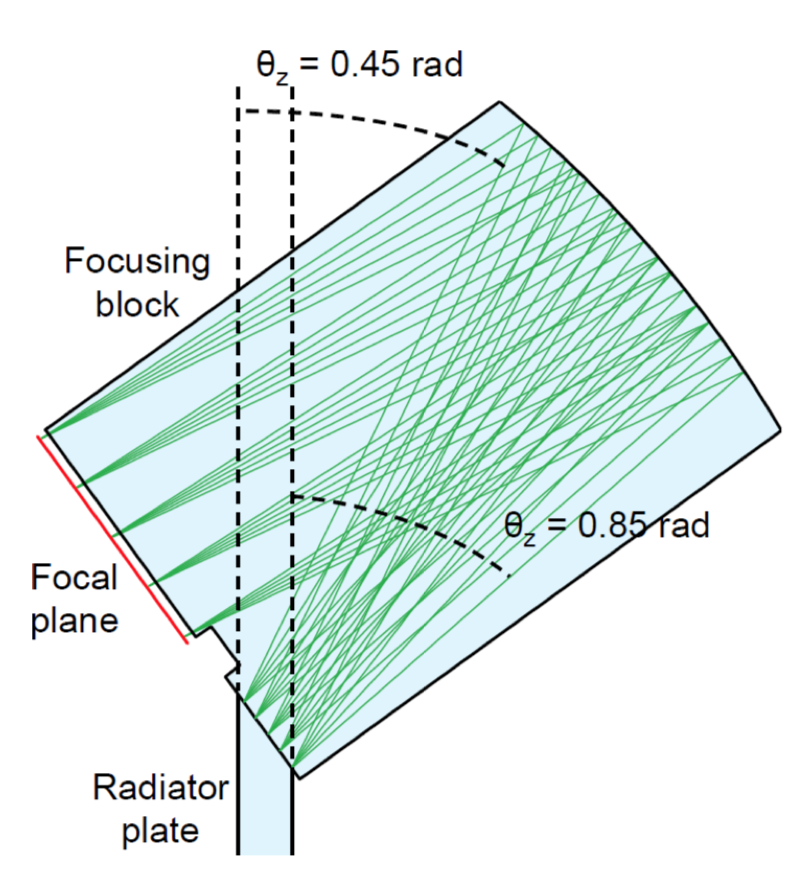 θz = 0.45 rad
Focusing
block
θz = 0.85 rad
Focal
plane
Radiator
plate